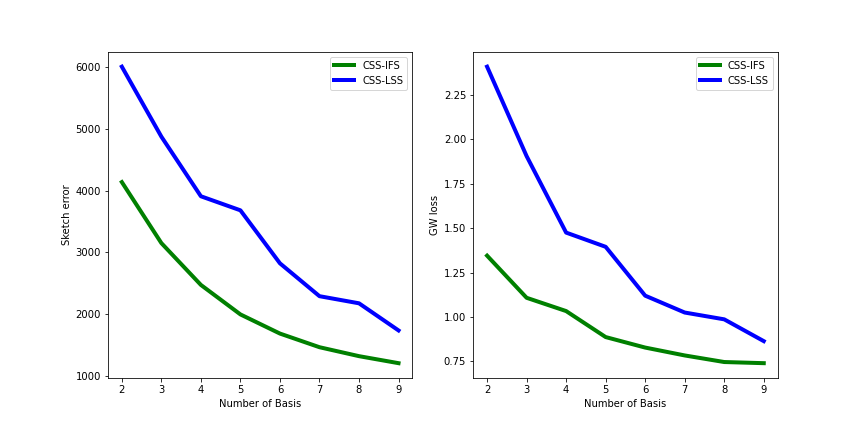 CSS-IFS
CSS-LSS
6000
5000
4000
3000
2000
1000
Sketch error
2 3 4 5 6 7 8 9
Number of Basis
CSS-IFS
CSS-LSS
2.25
2.00
1.75
1.50
1.25
1.00
0.75
GW loss
2 3 4 5 6 7 8 9
Number of Basis